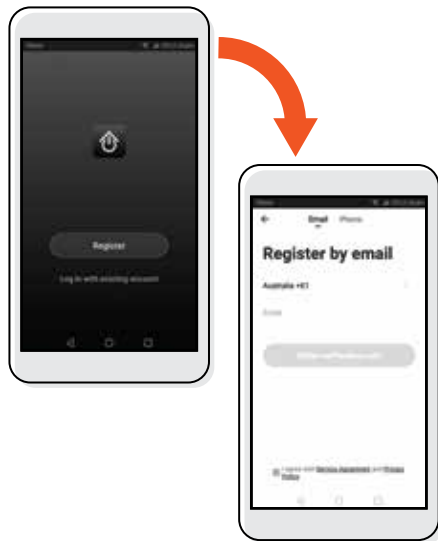 Register
Log in with existing account
Email Phone
Register by email
Australia +61
Email
I agree with Service Agreement and Privacy
Policy